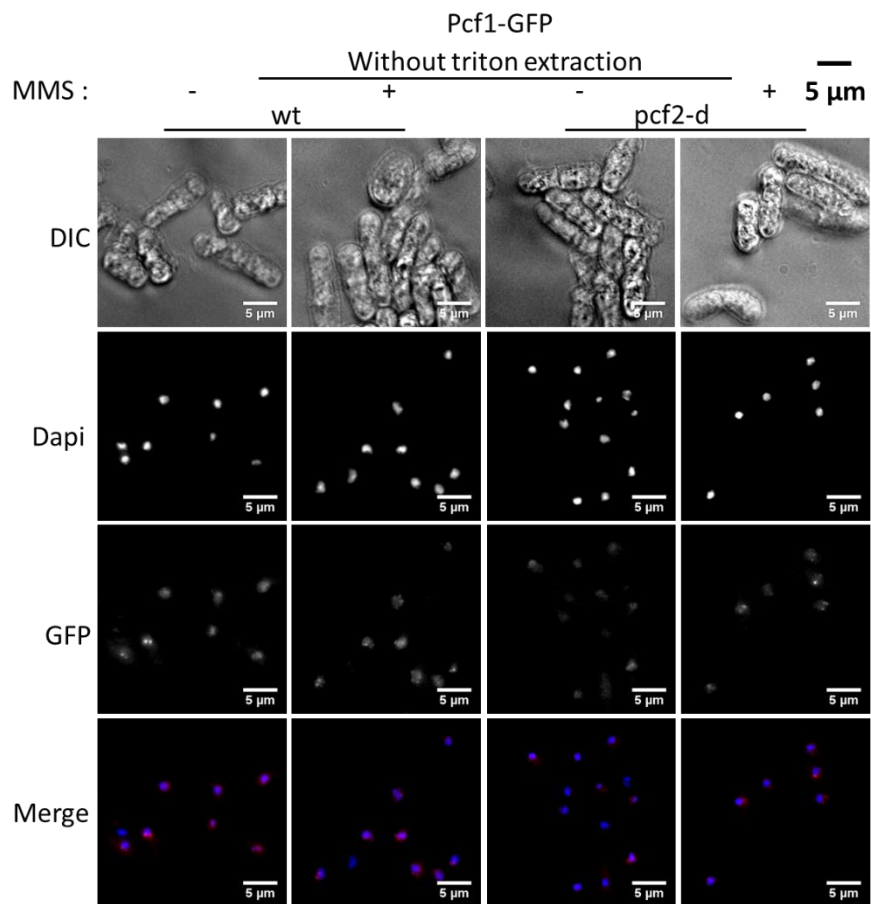 Pcf1-GFP
Without triton extraction
MMS : - + - + 5 µm
wt pcf2-d
DIC 5 µm 5 µm 5 µm 5 µm
Dapi 5 µm 5 µm 5 µm 5 µm
GFP 5 µm 5 µm 5 µm 5 µm
Merge 5 µm 5 µm 5 µm 5 µm